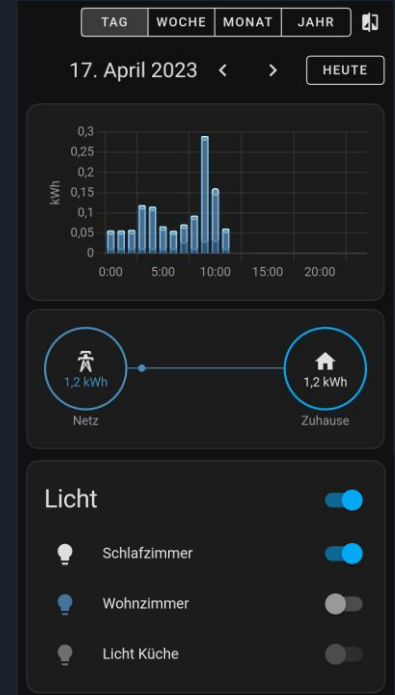 TAG WOCHE MONAT JAHR
17. April 2023 HEUTE
kWh
0,3
0,25
0,2
0,15
0,1
0,05
0
0:00 5:00 10:00 15:00 20:00
1,2 kWh 1,2 kWh
Netz Zuhause
Licht
Schlafzimmer
Wohnzimmer
Licht Küche